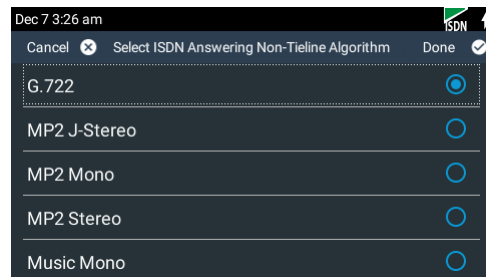 Dec 7 3:26 am
ISDN
Cancel Select ISDN Answering Non-Tieline Algorithm Done
G.722
MP2 J-Stereo
MP2 Mono
MP2 Stereo
Music Mono